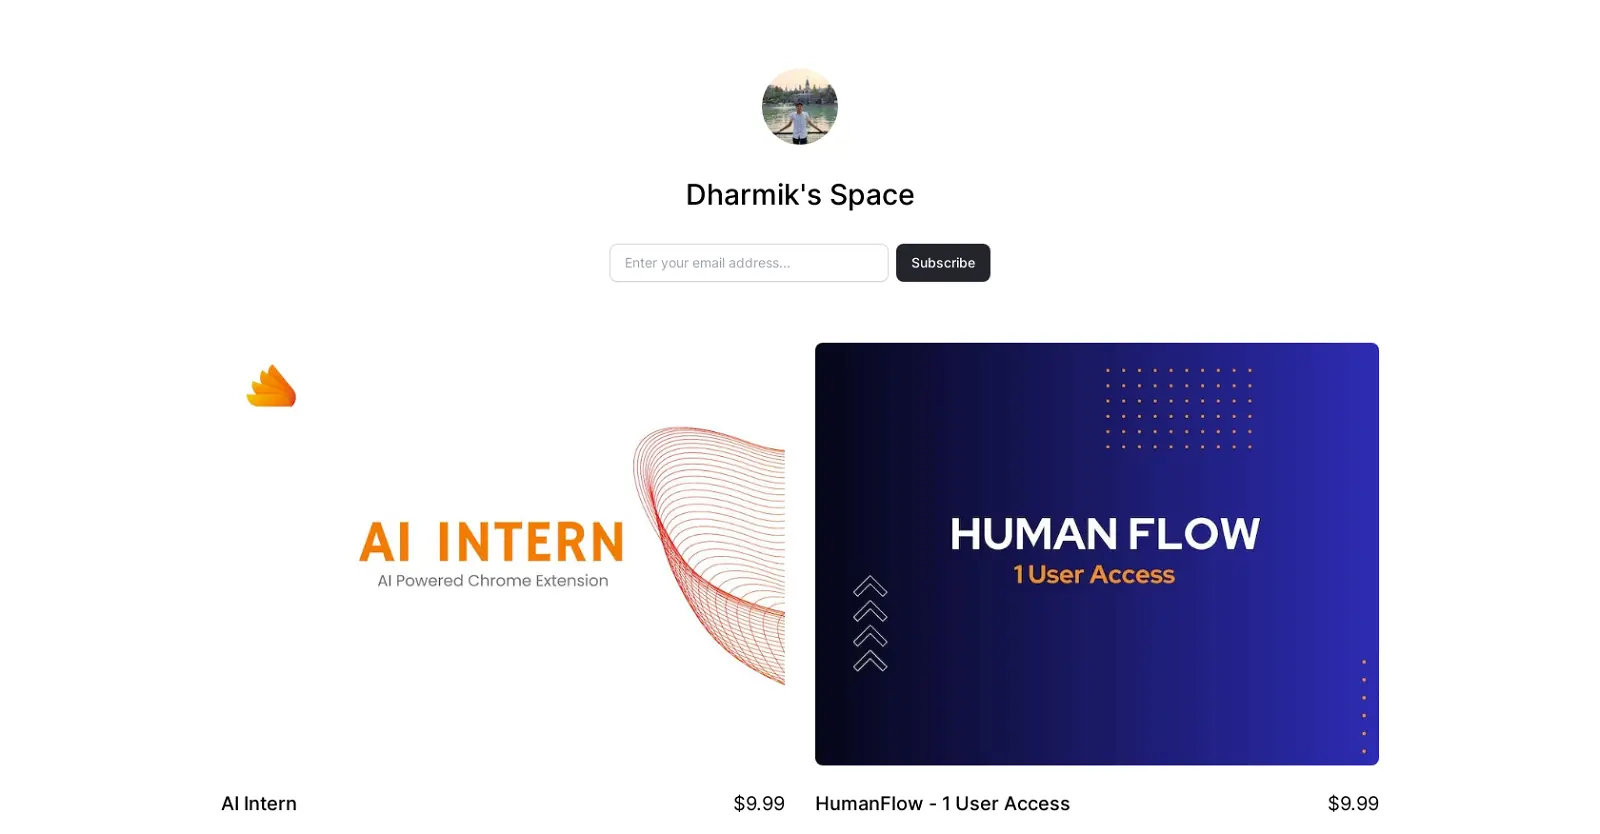 Dharmik's Space
Enter your email address...
Subscribe
AI INTERN
AI Powered Chrome Extension
HUMAN FLOW
1 User Access
AI Intern
$9.99
HumanFlow - 1 User Access
$9.99